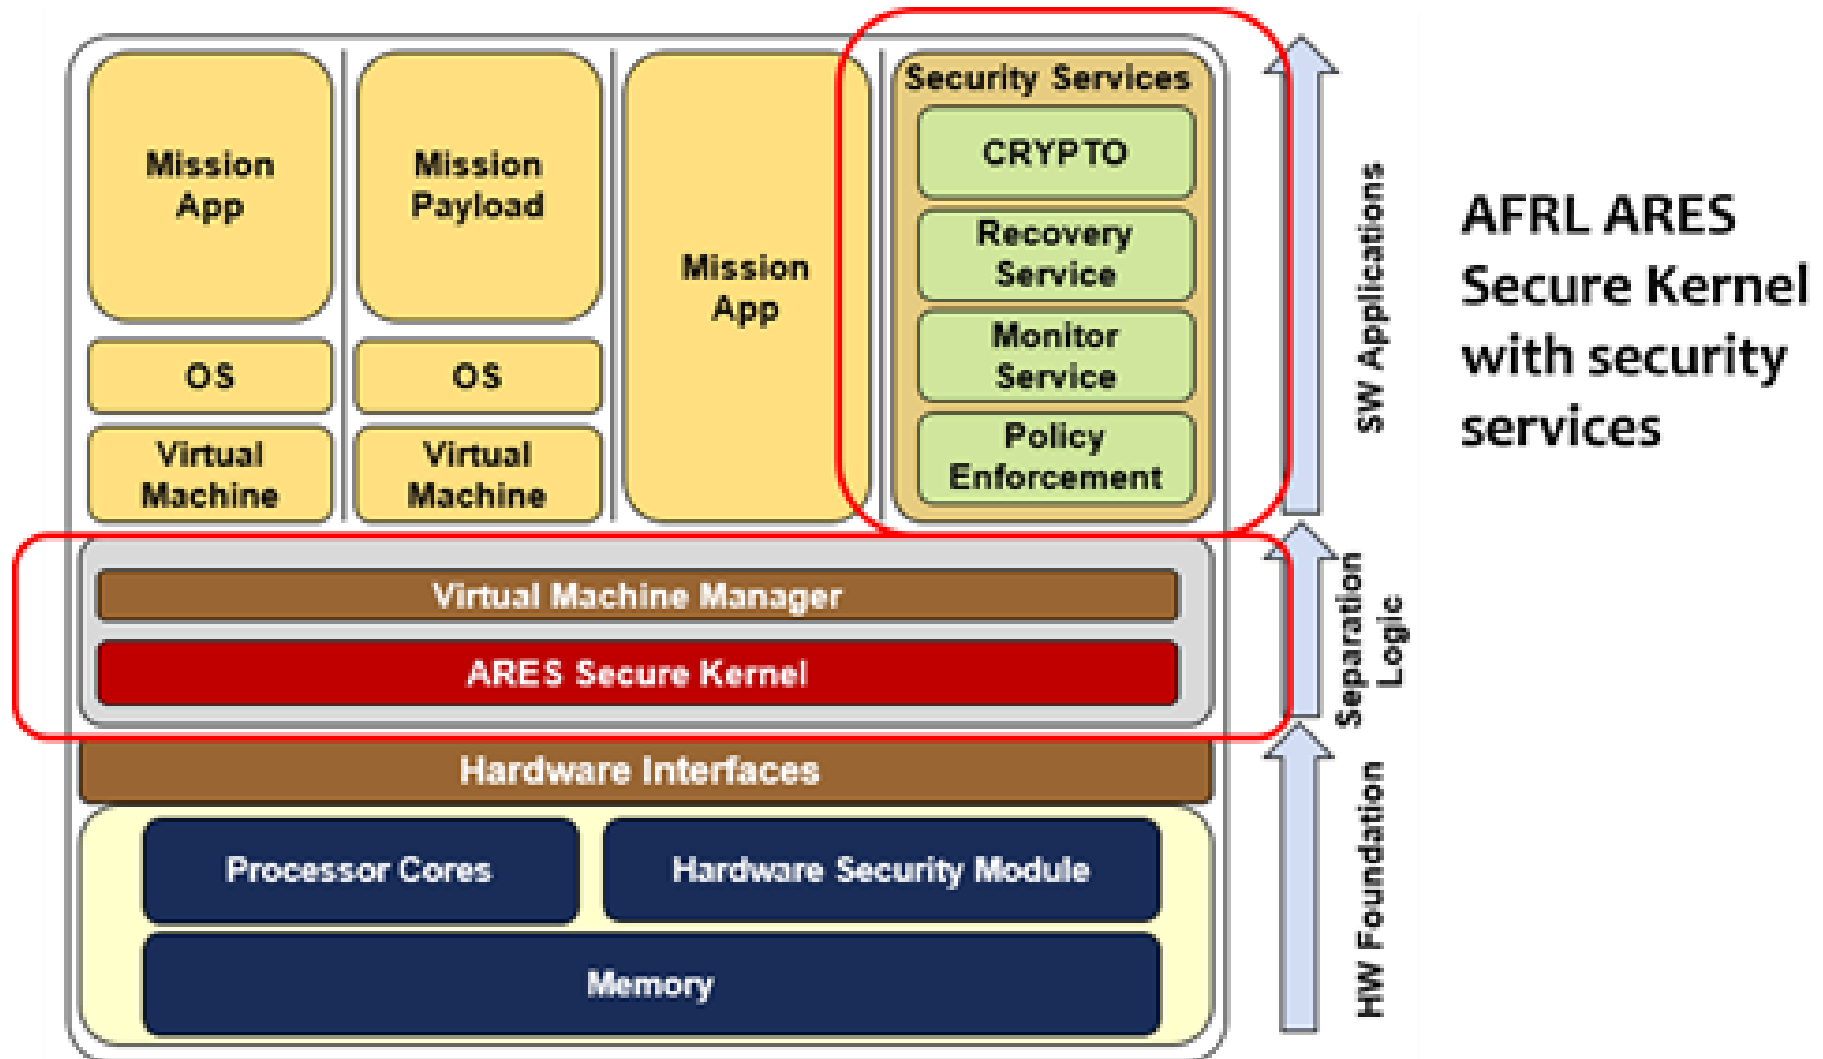 Mission
App
OS
Virtual
Machine
Mission
Payload
OS
Virtual
Machine
Mission
App
Security Services
CRYPTO
Recovery
Service
Monitor
Service
Policy
Enforcement
Virtual Machine Manager
ARES Secure Kernel
Hardware Interfaces
Processor Cores
Hardware Security Module
Memory
SW Applications
Separation
Logic
HW Foundation
AFRL ARES
Secure Kernel
with security
services